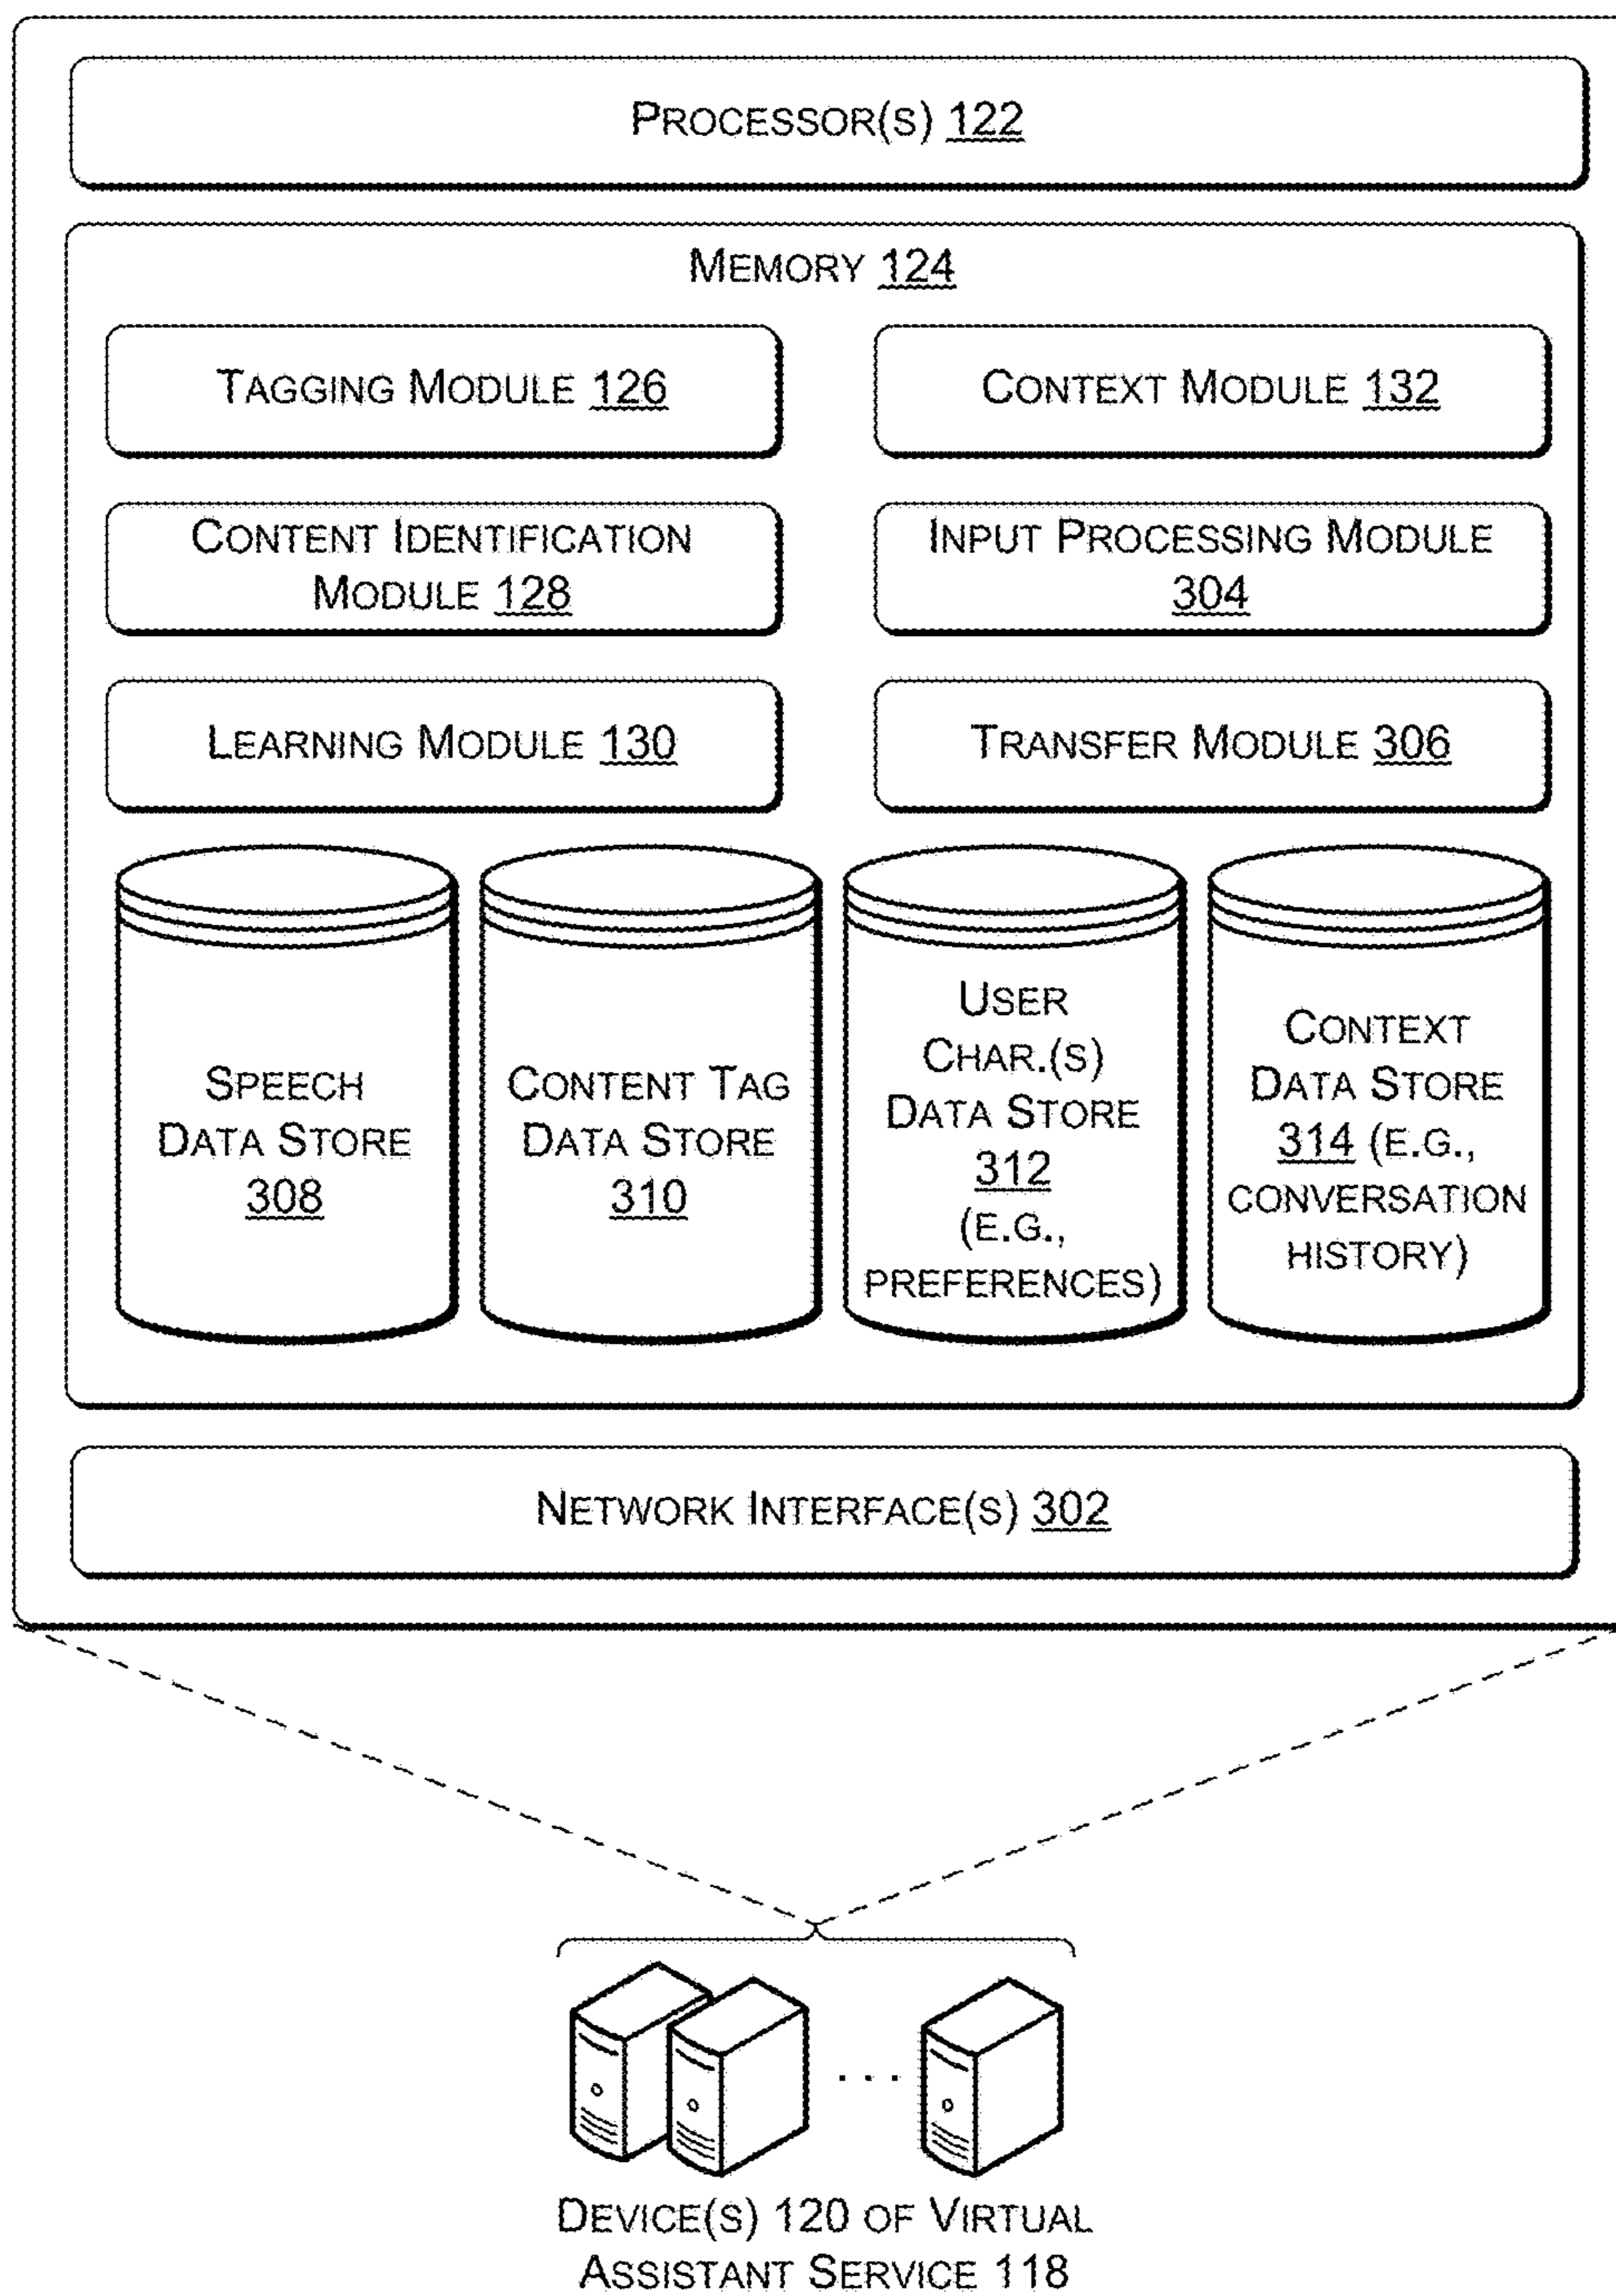 PROCESSOR(S) 122
MEMORY 124
TAGGING MODULE 126
CONTEXT MODULE 132
CONTENT IDENTIFICATION
MODULE 128
INPUT PROCESSING MODULE
304
LEARNING MODULE 130
TRANSFER MODULE 306
SPEECH
DATA STORE
308
CONTENT TAG
DATA STORE
310
USER
CHAR.(S)
DATA STORE
312
(E.G.,
PREFERENCES)
CONTEXT
DATA STORE
314 (E.G.,
CONVERSATION
HISTORY)
NETWORK INTERFACE(S) 302
...
DEVICE(S) 120 OF VIRTUAL
ASSISTANT SERVICE 118